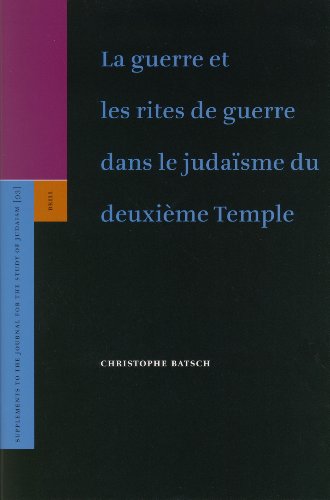 La guerre et
les rites de guerre
dans le judaïsme du
deuxième Temple
CHRISTOPHE BATSCH
BRILL
SUPPLEMENTS TO THE JOURNAL FOR THE STUDY OF JUDAISM [93]